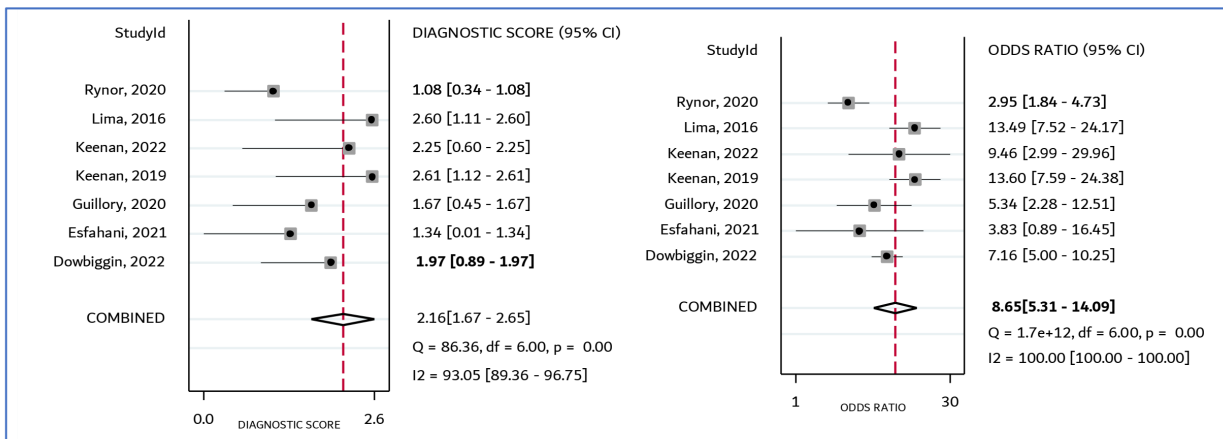 StudyId DIAGNOSTIC SCORE (95% CI)
Rynor, 2020 1.08 [0.34 - 1.08]
Lima, 2016 2.60 [1.11 - 2.60]
Keenan, 2022 2.25 [0.60 - 2.25]
Keenan, 2019 2.61 [1.12 - 2.61]
Guillory, 2020 1.67 [0.45 - 1.67]
Esfahani, 2021 1.34 [0.01 - 1.34]
Dowbiggin, 2022 1.97 [0.89 - 1.97]
COMBINED 2.16[1.67 - 2.65]
Q = 86.36, df = 6.00, p = 0.00
I2 = 93.05 [89.36 - 96.75]
0.0 2.6
DIAGNOSTIC SCORE
StudyId ODDS RATIO (95% CI)
Rynor, 2020 2.95 [1.84 - 4.73]
Lima, 2016 13.49 [7.52 - 24.17]
Keenan, 2022 9.46 [2.99 - 29.96]
Keenan, 2019 13.60 [7.59 - 24.38]
Guillory, 2020 5.34 [2.28 - 12.51]
Esfahani, 2021 3.83 [0.89 - 16.45]
Dowbiggin, 2022 7.16 [5.00 - 10.25]
COMBINED 8.65[5.31 - 14.09]
Q = 1.7e+12, df = 6.00, p = 0.00
I2 = 100.00 [100.00 - 100.00]
1 30
ODDS RATIO